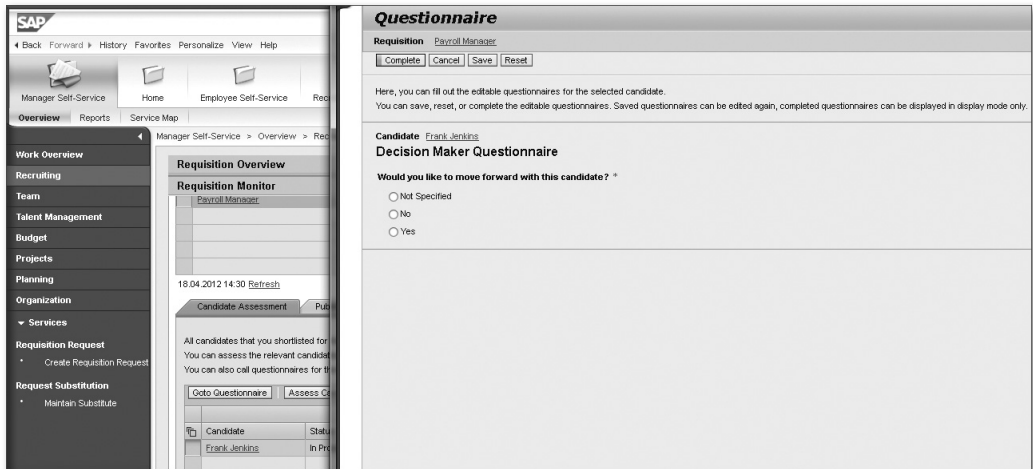 SAP
Back Forward History Favorites Personalize View Help
Manager Self-Service Home Employee Self-Service
Overview Reports Service Map
Manager Self-Service > Overview >
Work Overview
Recruiting
Team
Talent Management
Budget
Projects
Planning
Organization
Services
Requisition Request
• Create Requisition Request
Request Substitution
• Maintain Substitute
Requisition Overview
Requisition Monitor
Payroll Manager
18.04.2012 14:30 Refresh
Candidate Assessment
All candidates that you shortlisted for
You can assess the relevant
You can also call questionnaires for
Goto Questionnaire Assess
Candidate
Frank Jenkins In
Questionnaire
Requisition Payroll Manager
Complete Cancel Save Reset
Here, you can fill out the editable questionnaires for the selected candidate.
You can save, reset, or complete the editable questionnaires. Saved questionnaires can be edited again, completed questionnaires can be displayed in display mode only.
Candidate Frank Jenkins
Decision Maker Questionnaire
Would you like to move forward with this candidate? *
Not Specified
No
Yes